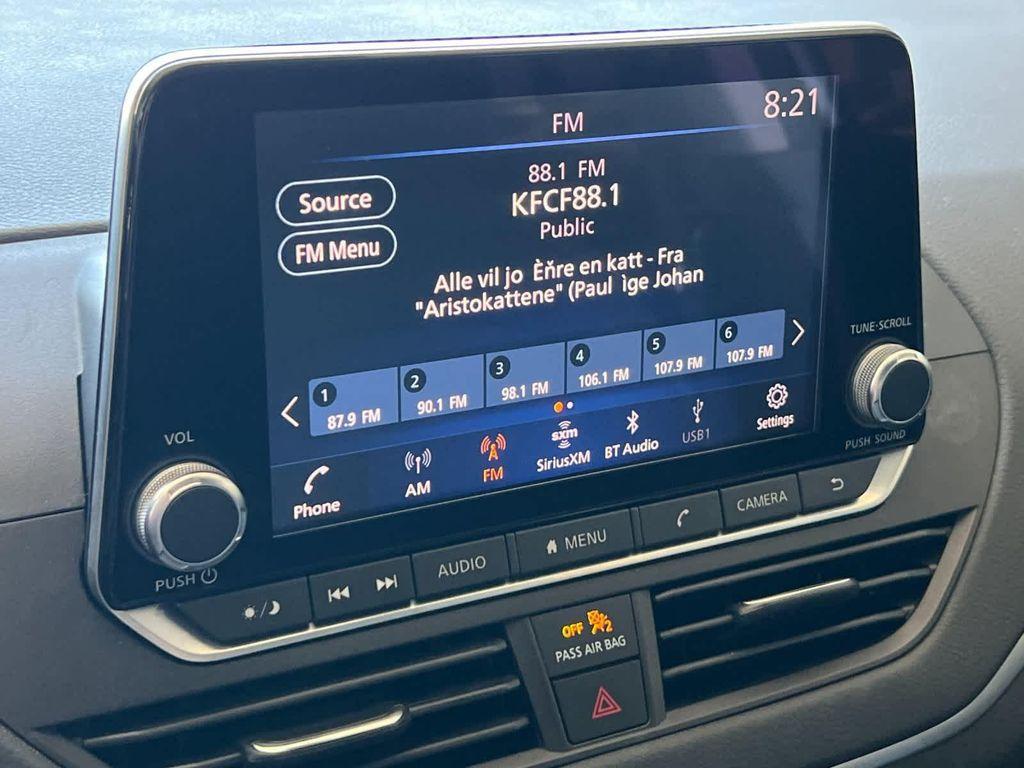 8:21
FM
88.1 FM
KFCF88.1
Public
Source
FM Menu
Alle vil jo Èňre en katt - Fra
"Aristokattene" (Paul ìge Johan
1
87.9 FM
2
90.1 FM
3
98.1 FM
4
106.1 FM
5
107.9 FM
6
107.9 FM
Phone
AM
FM
sxm
SiriusXM
BT Audio
USB1
Settings
VOL
PUSH
TUNE·SCROLL
PUSH SOUND
AUDIO
MENU
CAMERA
OFF
2
PASS AIR BAG